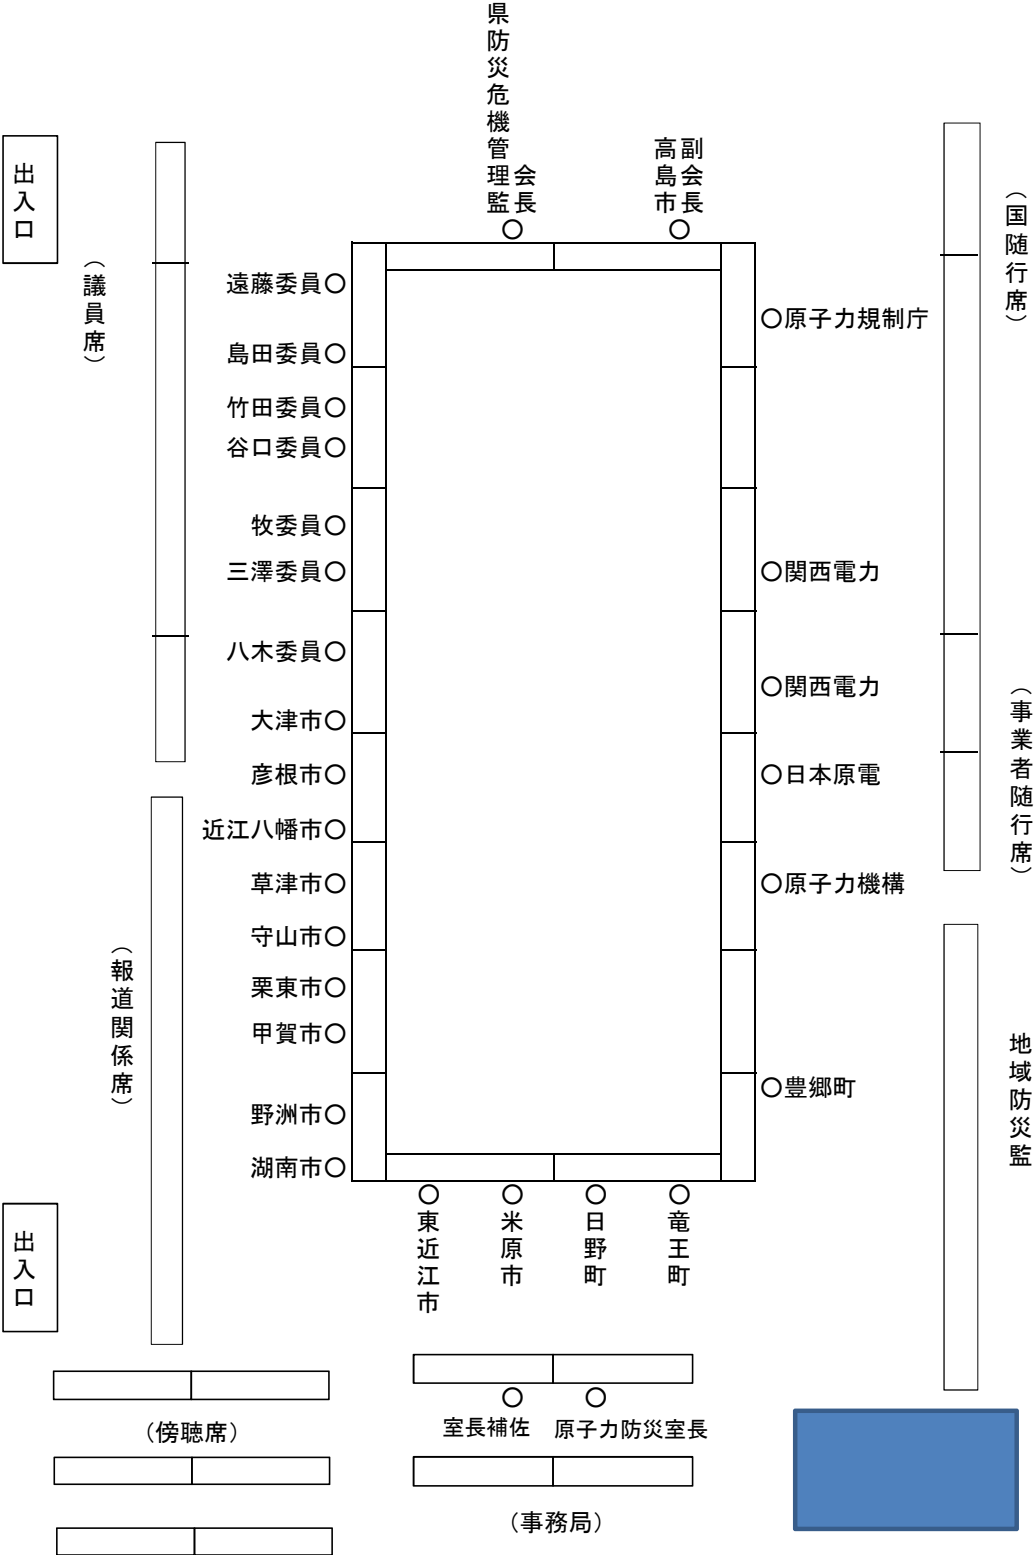 県防災危機管理監
会長
副会長
高島市
出入口
（議員席）
（国随行席）
遠藤委員○
島田委員○
竹田委員○
谷口委員○
牧委員○
三澤委員○
八木委員○
大津市○
彦根市○
近江八幡市○
草津市○
守山市○
栗東市○
甲賀市○
野洲市○
湖南市○
○原子力規制庁
○関西電力
○関西電力
○日本原電
○原子力機構
○豊郷町
（事業者随行席）
（報道関係席）
地域防災監
出入口
東近江市
米原市
日野町
竜王町
室長補佐
原子力防災室長
（傍聴席）
（事務局）